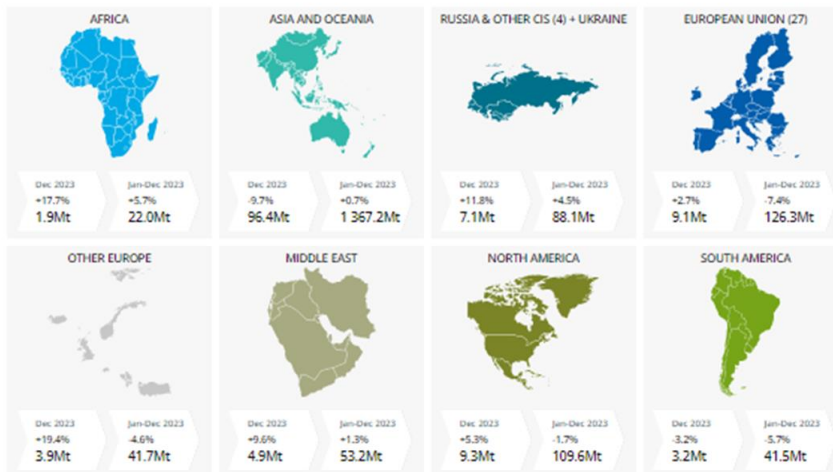 AFRICA
Dec 2023
+17.7%
1.9Mt
Jan-Dec 2023
+5.7%
22.0Mt
ASIA AND OCEANIA
Dec 2023
-9.7%
96.4Mt
Jan-Dec 2023
+0.7%
1 367.2Mt
RUSSIA & OTHER CIS (4) + UKRAINE
Dec 2023
+11.8%
7.1Mt
Jan-Dec 2023
+4.5%
88.1Mt
EUROPEAN UNION (27)
Dec 2023
+2.7%
9.1Mt
Jan-Dec 2023
-7.4%
126.3Mt
OTHER EUROPE
Dec 2023
+19.4%
3.9Mt
Jan-Dec 2023
-4.6%
41.7Mt
MIDDLE EAST
Dec 2023
+9.6%
4.9Mt
Jan-Dec 2023
+1.3%
53.2Mt
NORTH AMERICA
Dec 2023
+5.3%
9.3Mt
Jan-Dec 2023
-1.7%
109.6Mt
SOUTH AMERICA
Dec 2023
-3.2%
3.2Mt
Jan-Dec 2023
-5.7%
41.5Mt